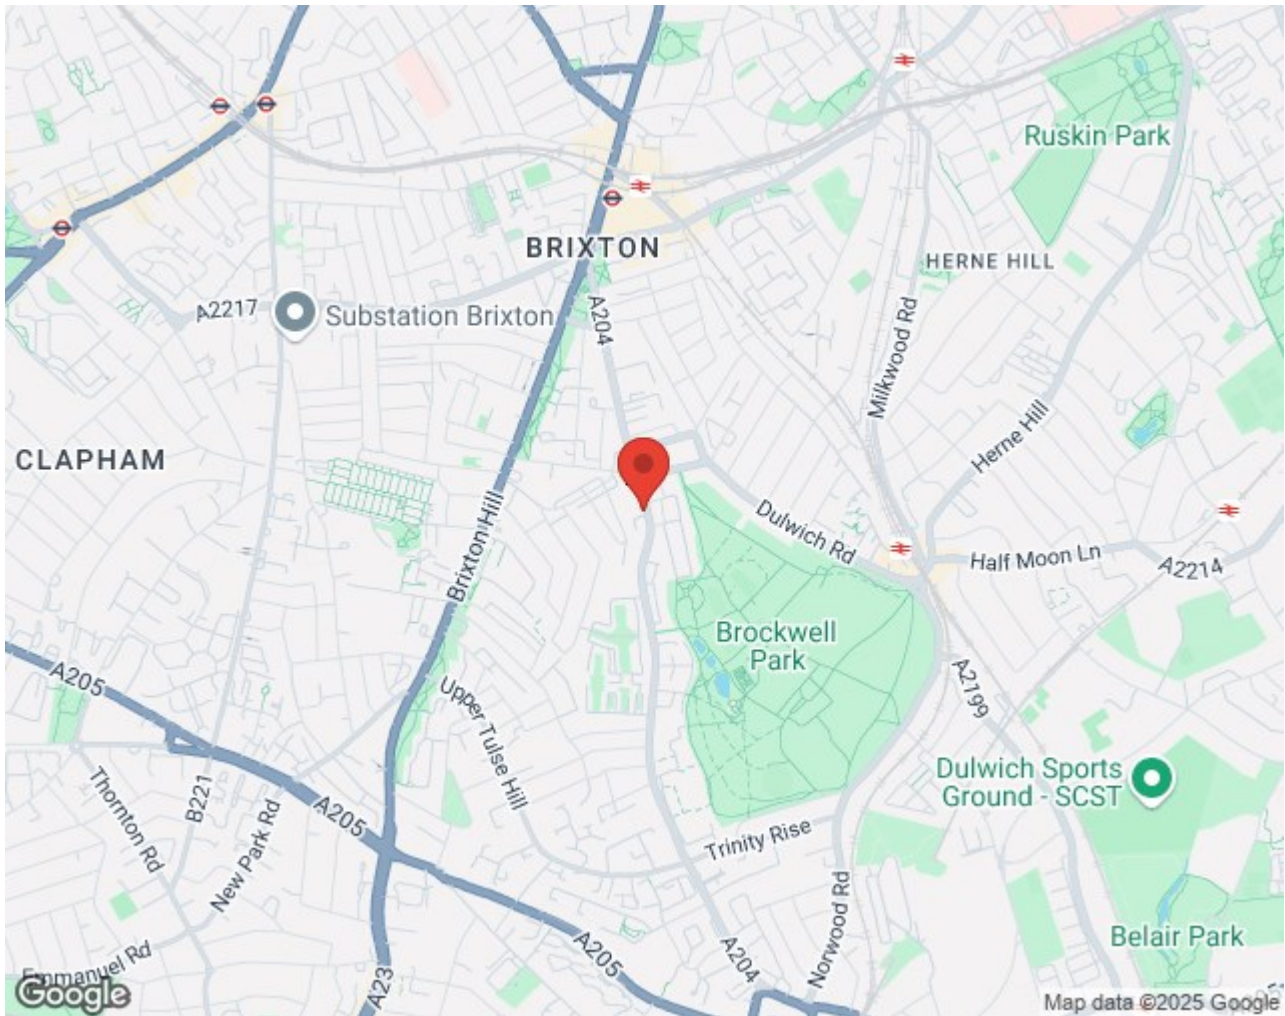 Ruskin Park
BRIXTON
HERNE HILL
A2217
Substation Brixton
A204
Milkwood Rd
CLAPHAM
Herne Hill
Brixton Hill
Dulwich Rd
Half Moon Ln
A2214
Brockwell
Park
A205
Upper Tulse Hill
A2199
Dulwich Sports
Ground - SCST
Thornton Rd
B221
New Park Rd
A205
Trinity Rise
Norwood Rd
Belair Park
A205
A204
Emmanuel Rd
A23
Google
Map data ©2025 Google